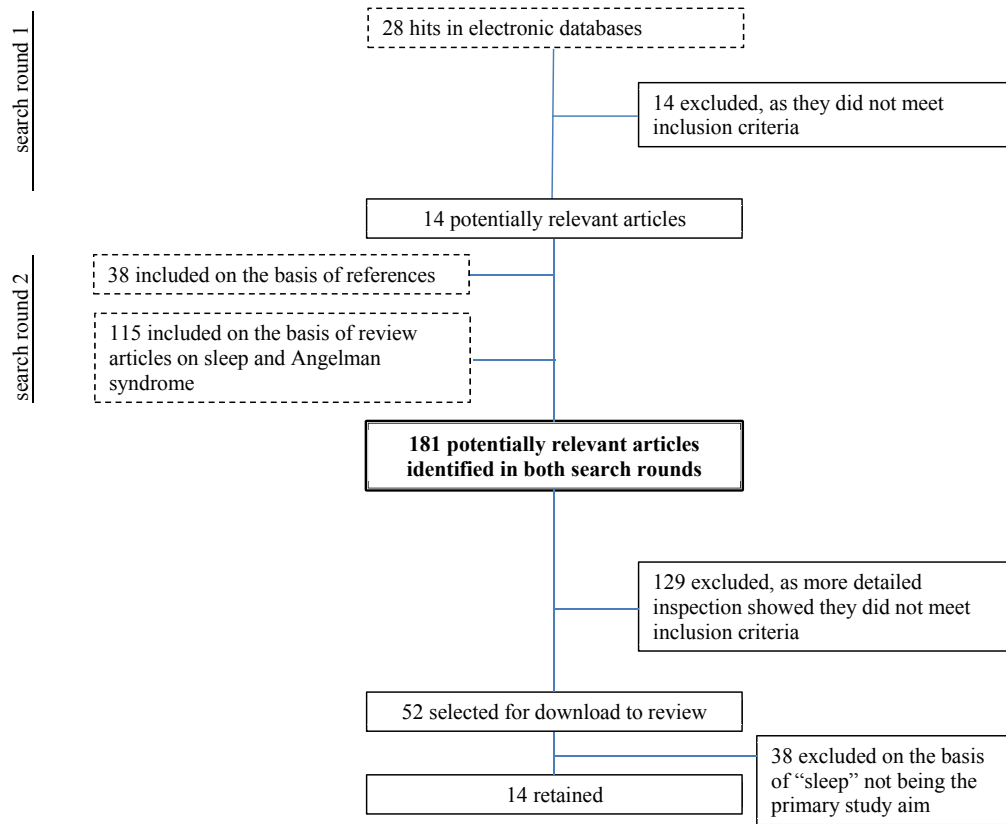 search round 1
28 hits in electronic databases
14 excluded, as they did not meet
inclusion criteria
14 potentially relevant articles
search round 2
38 included on the basis of references
115 included on the basis of review
articles on sleep and Angelman
syndrome
181 potentially relevant articles
identified in both search rounds
129 excluded, as more detailed
inspection showed they did not meet
inclusion criteria
52 selected for download to review
38 excluded on the basis
of “sleep” not being the
primary study aim
14 retained